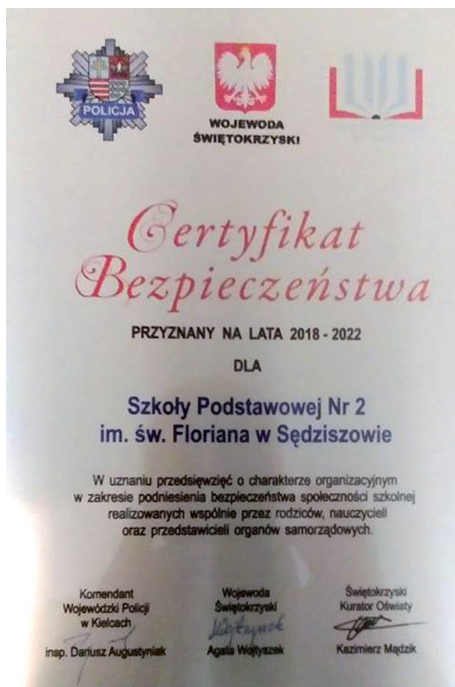 POLICJA
WOJEWODA
ŚWIĘTOKRZYSKI
Certyfikat
Bezpieczeństwa
PRZYZNANY NA LATA 2018 - 2022
DLA
Szkoły Podstawowej Nr 2
im. św. Floriana w Sędziszowie
W uznaniu przedsięwzięć o charakterze organizacyjnym
w zakresie podniesienia bezpieczeństwa społeczności szkolnej
realizowanych wspólnie przez rodziców, nauczycieli
oraz przedstawicieli organów samorządowych.
Komendant
Wojewódzki Policji
w Kielcach
insp. Dariusz Augustyniak
Wojewoda
Świętokrzyski
Agata Wojtyszek
Świętokrzyski
Kurator Oświaty
Kazimierz Mądzik